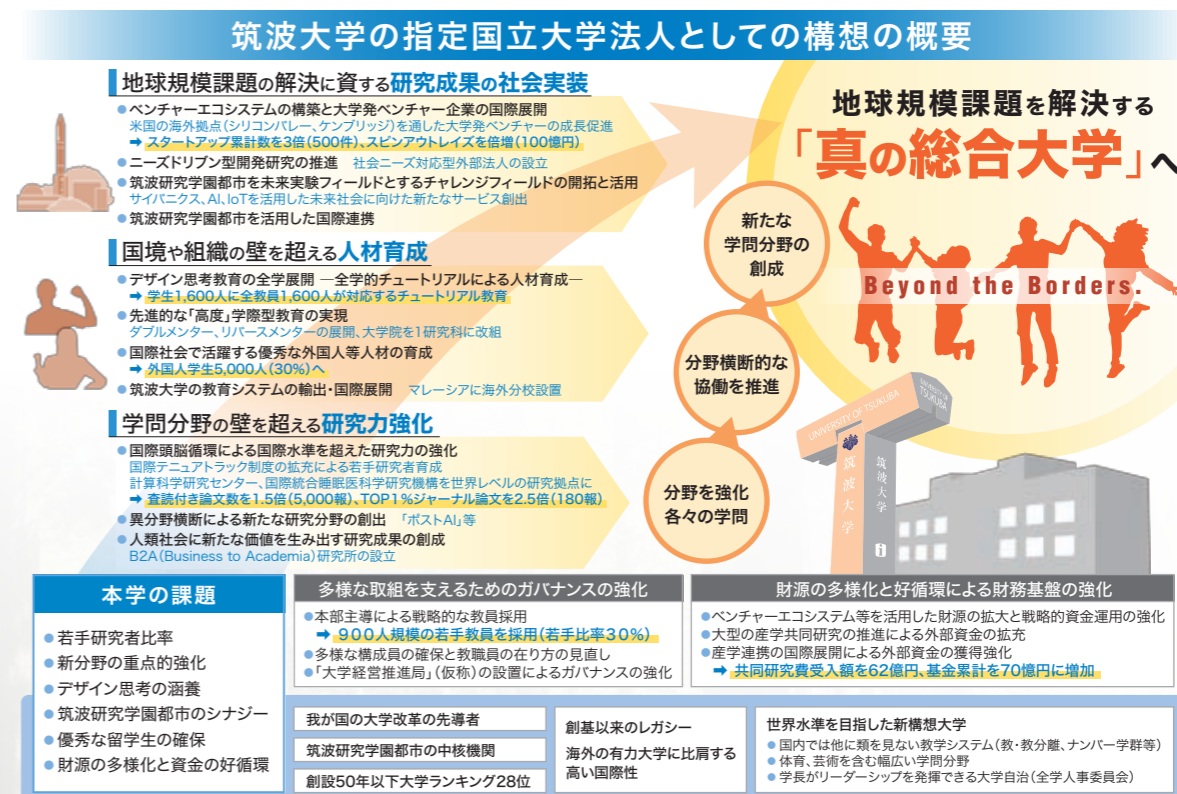 筑波大学の指定国立大学法人としての構想の概要
地球規模課題の解決に資する研究成果の社会実装
●ベンチャーエコシステムの構築と大学発ベンチャー企業の国際展開
米国の海外拠点(シリコンバレー、ケンブリッジ)を通した大学発ベンチャーの成長促進
➡ スタートアップ累計数を3倍(500件)、スピンアウトレイズを倍増(100億円)
●ニーズドリブン型開発研究の推進 社会ニーズ対応型外部法人の設立
●筑波研究学園都市を未来実験フィールドとするチャレンジフィールドの開拓と活用
サイバニクス、AI、IoTを活用した未来社会に向けた新たなサービス創出
●筑波研究学園都市を活用した国際連携
国境や組織の壁を超える人材育成
●デザイン思考教育の全学展開 ―全学的チュートリアルによる人材育成―
➡ 学生1,600人に全教員1,600人が対応するチュートリアル教育
●先進的な「高度」学際型教育の実現
ダブルメンター、リバースメンターの展開、大学院を1研究科に改組
●国際社会で活躍する優秀な外国人等人材の育成
➡ 外国人学生5,000人(30%)へ
●筑波大学の教育システムの輸出・国際展開 マレーシアに海外分校設置
学問分野の壁を超える研究力強化
●国際頭脳循環による国際水準を超えた研究力の強化
国際テニュアトラック制度の拡充による若手研究者育成
計算科学研究センター、国際統合睡眠医科学研究機構を世界レベルの研究拠点に
➡ 査読付き論文数を1.5倍(5,000報)、TOP1%ジャーナル論文を2.5倍(180報)
●異分野横断による新たな研究分野の創出 「ポストAI」等
●人類社会に新たな価値を生み出す研究成果の創成
B2A(Business to Academia)研究所の設立
地球規模課題を解決する
「真の総合大学」へ
Beyond the Borders.
新たな
学問分野の
創成
分野横断的な
協働を推進
分野を強化
各々の学問
UNIVERSITY OF TSUKUBA
UNIVERSITY OF
TSUKUBA
筑波大学
筑波大学
本学の課題
●若手研究者比率
●新分野の重点的強化
●デザイン思考の涵養
●筑波研究学園都市のシナジー
●優秀な留学生の確保
●財源の多様化と資金の好循環
多様な取組を支えるためのガバナンスの強化
●本部主導による戦略的な教員採用
➡ 900人規模の若手教員を採用(若手比率30%)
●多様な構成員の確保と教職員の在り方の見直し
●「大学経営推進局」(仮称)の設置によるガバナンスの強化
財源の多様化と好循環による財務基盤の強化
●ベンチャーエコシステム等を活用した財源の拡大と戦略的資金運用の強化
●大型の産学共同研究の推進による外部資金の拡充
●産学連携の国際展開による外部資金の獲得強化
➡ 共同研究費受入額を62億円、基金累計を70億円に増加
我が国の大学改革の先導者
筑波研究学園都市の中核機関
創設50年以下大学ランキング28位
創基以来のレガシー
海外の有力大学に比肩する
高い国際性
世界水準を目指した新構想大学
●国内では他に類を見ない教学システム(教・教分離、ナンバー学群等)
●体育、芸術を含む幅広い学問分野
●学長がリーダーシップを発揮できる大学自治(全学人事委員会)